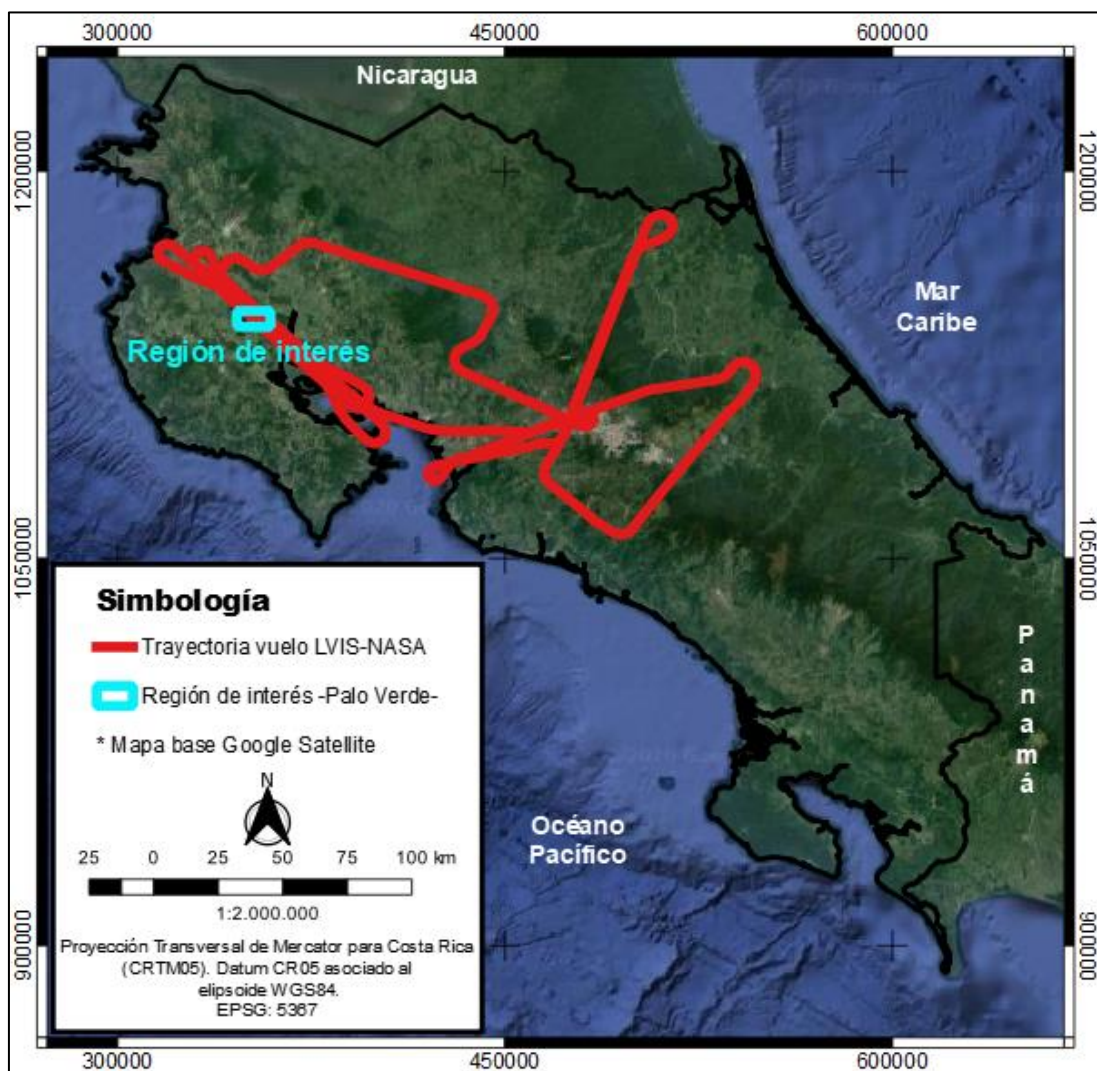 300000 450000 600000
Nicaragua
1200000 1200000
Mar
Caribe
Región de interés
1050000 1050000
Simbología
Trayectoria vuelo LVIS-NASA
Región de interés -Palo Verde-
* Mapa base Google Satellite
N
25 0 25 50 75 100 km
1:2.000.000
Proyección Transversal de Mercator para Costa Rica
(CRTM05). Datum CR05 asociado al
elipsoide WGS84.
EPSG: 5367
Panamá
Océano
Pacífico
900000 900000
300000 450000 600000